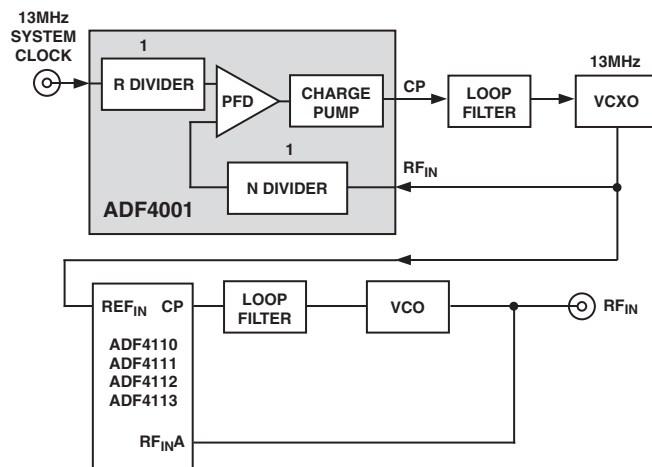 13MHz
SYSTEM
CLOCK
1
R DIVIDER
PFD
CHARGE
PUMP
CP
LOOP
FILTER
13MHz
VCXO
1
N DIVIDER
RFIN
ADF4001
REFIN CP
LOOP
FILTER
VCO
RFIN
ADF4110
ADF4111
ADF4112
ADF4113
RFINA